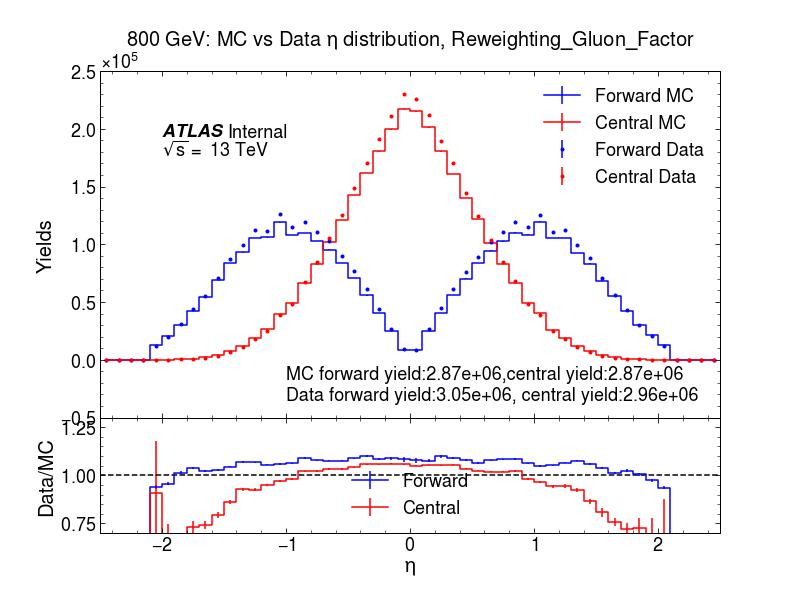 800 GeV: MC vs Data η distribution, Reweighting_Gluon_Factor
×10⁵
2.5
2.0
1.5
1.0
0.5
0.0
0.5
Yields
ATLAS Internal
√s = 13 TeV
Forward MC
Central MC
Forward Data
Central Data
MC forward yield:2.87e+06,central yield:2.87e+06
Data forward yield:3.05e+06, central yield:2.96e+06
1.25
1.00
0.75
Data/MC
Forward
Central
−2 −1 0 1 2
η